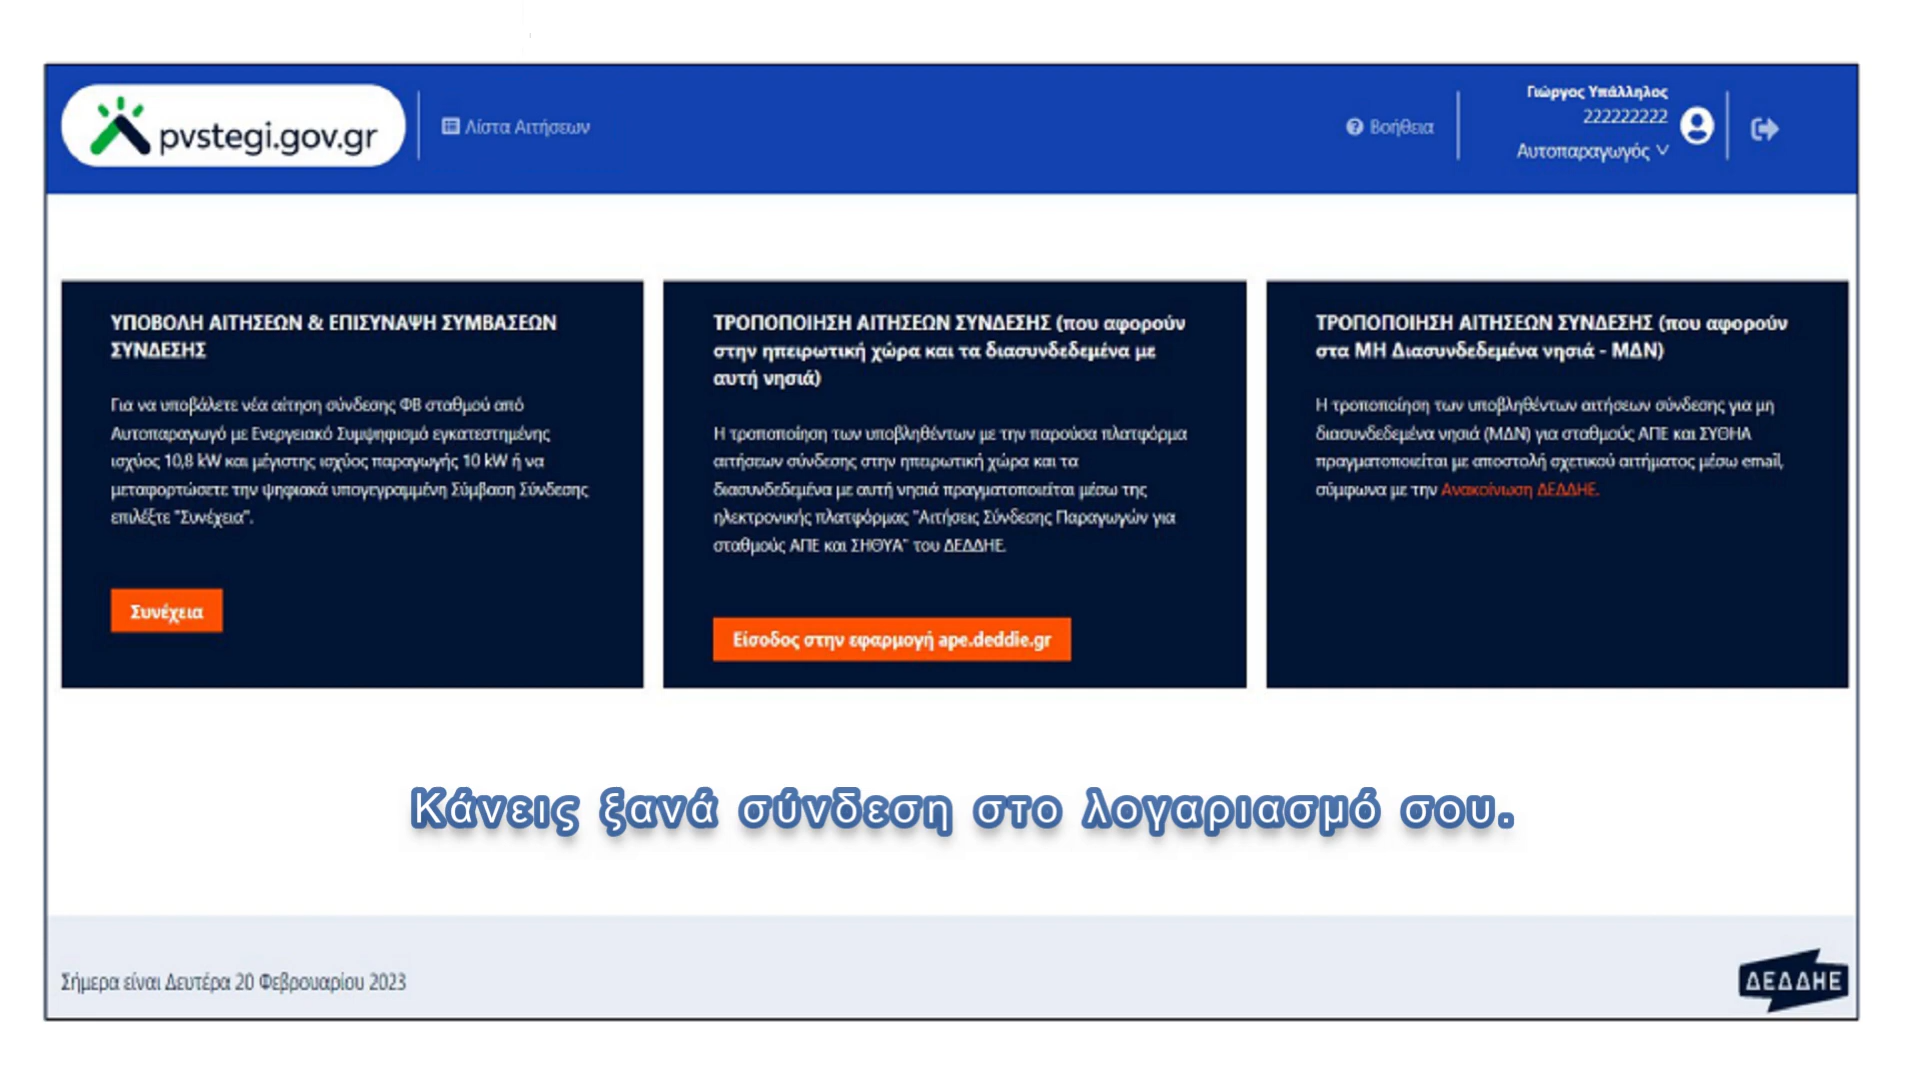 pvstegi.gov.gr
Λίστα Αιτήσεων
Βοήθεια
Γιώργος Υπάλληλος
222222222
Αυτοπαραγωγός
ΥΠΟΒΟΛΗ ΑΙΤΗΣΕΩΝ & ΕΠΙΣΥΝΑΨΗ ΣΥΜΒΑΣΕΩΝ
ΣΥΝΔΕΣΗΣ
Για να υποβάλετε νέα αίτηση σύνδεσης ΦΒ σταθμού από
Αυτοπαραγωγό με Ενεργειακό Συμψηφισμό εγκατεστημένης
ισχύος 10,8 kW και μέγιστης ισχύος παραγωγής 10 kW ή να
μεταφορτώσετε την ψηφιακά υπογεγραμμένη Σύμβαση Σύνδεσης
επιλέξτε "Συνέχεια".
Συνέχεια
ΤΡΟΠΟΠΟΙΗΣΗ ΑΙΤΗΣΕΩΝ ΣΥΝΔΕΣΗΣ (που αφορούν
στην ηπειρωτική χώρα και τα διασυνδεδεμένα με
αυτή νησιά)
Η τροποποίηση των υποβληθέντων με την παρούσα πλατφόρμα
αιτήσεων σύνδεσης στην ηπειρωτική χώρα και τα
διασυνδεδεμένα με αυτή νησιά πραγματοποιείται μέσω της
ηλεκτρονικής πλατφόρμας "Αιτήσεις Σύνδεσης Παραγωγών για
σταθμούς ΑΠΕ και ΣΗΘΥΑ" του ΔΕΔΔΗΕ.
Είσοδος στην εφαρμογή ape.deddie.gr
ΤΡΟΠΟΠΟΙΗΣΗ ΑΙΤΗΣΕΩΝ ΣΥΝΔΕΣΗΣ (που αφορούν
στα ΜΗ Διασυνδεδεμένα νησιά - ΜΔΝ)
Η τροποποίηση των υποβληθέντων αιτήσεων σύνδεσης για μη
διασυνδεδεμένα νησιά (ΜΔΝ) για σταθμούς ΑΠΕ και ΣΥΘΗΑ
πραγματοποιείται με αποστολή σχετικού αιτήματος μέσω email,
σύμφωνα με την Ανακοίνωση ΔΕΔΔΗΕ.
Κάνεις ξανά σύνδεση στο λογαριασμό σου.
Σήμερα είναι Δευτέρα 20 Φεβρουαρίου 2023
ΔΕΔΔΗΕ